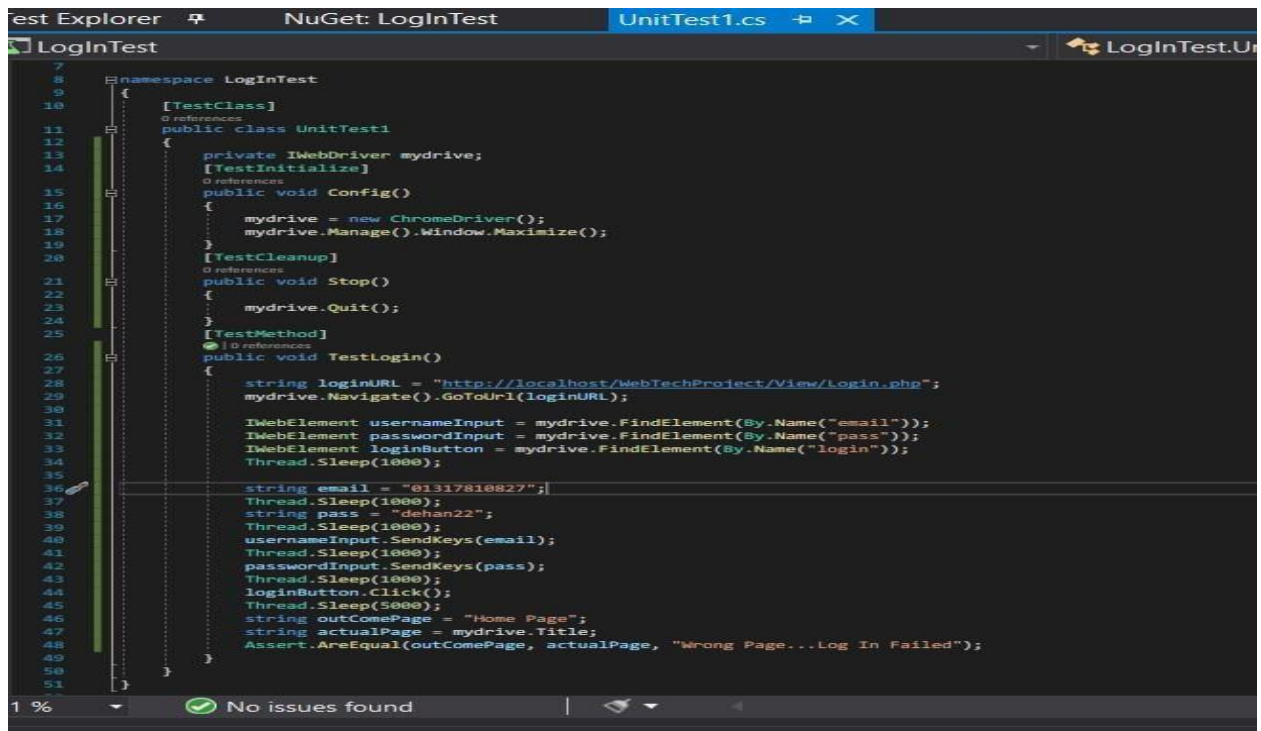 Test Explorer NuGet: LogInTest UnitTest1.cs
LogInTest LogInTest.Un
7
8 namespace LogInTest
9 {
10 [TestClass]
0 references
11 public class UnitTest1
12 {
13 private IWebDriver mydrive;
14 [TestInitialize]
0 references
15 public void Config()
16 {
17 mydrive = new ChromeDriver();
18 mydrive.Manage().Window.Maximize();
19 }
20 [TestCleanup]
0 references
21 public void Stop()
22 {
23 mydrive.Quit();
24 }
25 [TestMethod]
| 0 references
26 public void TestLogin()
27 {
28 string loginURL = "http://localhost/WebTechProject/View/Login.php";
29 mydrive.Navigate().GoToUrl(loginURL);
30
31 IWebElement usernameInput = mydrive.FindElement(By.Name("email"));
32 IWebElement passwordInput = mydrive.FindElement(By.Name("pass"));
33 IWebElement loginButton = mydrive.FindElement(By.Name("login"));
34 Thread.Sleep(1000);
35
36 string email = "01317810827";
37 Thread.Sleep(1000);
38 string pass = "dehan22";
39 Thread.Sleep(1000);
40 usernameInput.SendKeys(email);
41 Thread.Sleep(1000);
42 passwordInput.SendKeys(pass);
43 Thread.Sleep(1000);
44 loginButton.Click();
45 Thread.Sleep(5000);
46 string outComePage = "Home Page";
47 string actualPage = mydrive.Title;
48 Assert.AreEqual(outComePage, actualPage, "Wrong Page...Log In Failed");
49 }
50 }
51 }
1 % No issues found